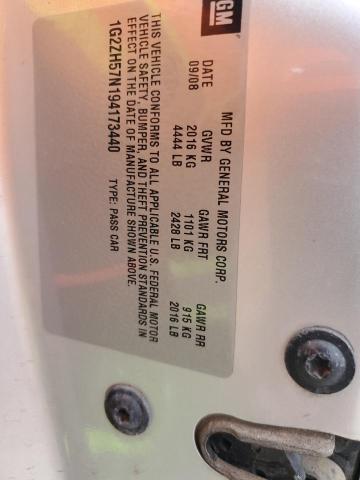 GM
MFD BY GENERAL MOTORS CORP.
DATE GVWR GAWR FRT GAWR RR
09/08 2016 KG 1101 KG 915 KG
4444 LB 2428 LB 2016 LB
THIS VEHICLE CONFORMS TO ALL APPLICABLE U.S. FEDERAL MOTOR
VEHICLE SAFETY, BUMPER, AND THEFT PREVENTION STANDARDS IN
EFFECT ON THE DATE OF MANUFACTURE SHOWN ABOVE.
1G2ZH57N194173440 TYPE: PASS CAR